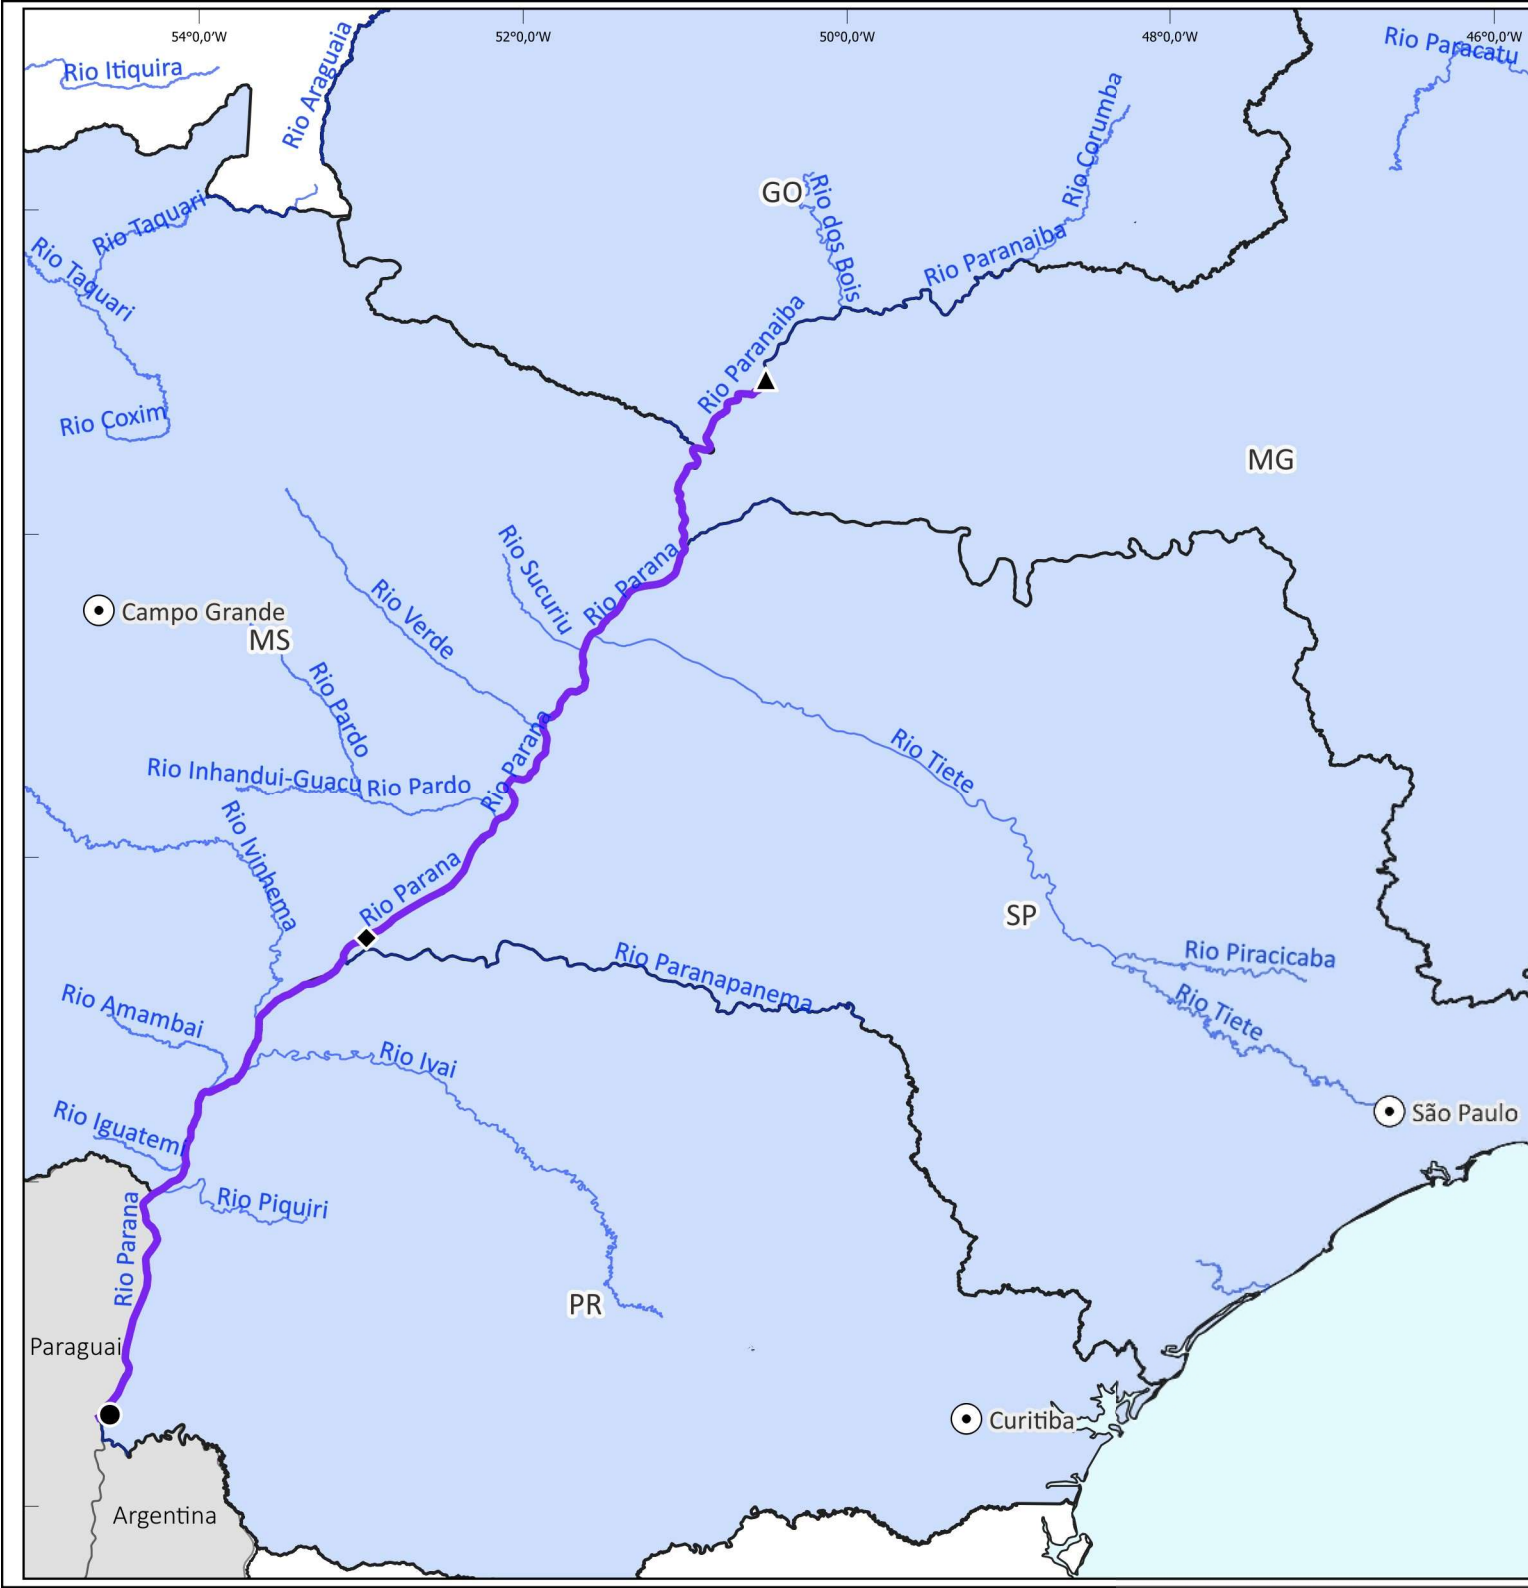 54°0,0'W
52°0,0'W
50°0,0'W
48°0,0'W
46°0,0'W
Rio Itiquira
Rio Araguaia
Rio Paracatu
Rio Corumba
GO
Rio dos Bois
Rio Taquari
Rio Taquari
Rio Paranaiba
Rio Paranaiba
Rio Coxim
MG
Rio Sucuriu
Rio Parana
Rio Verde
Campo Grande
MS
Rio Pardo
Rio Parana
Rio Tiete
Rio Inhandui-Guacu
Rio Pardo
Rio Ivinhema
Rio Parana
SP
Rio Paranapanema
Rio Piracicaba
Rio Tiete
Rio Amambai
Rio Ivai
Rio Iguatemi
São Paulo
Rio Piquiri
Rio Parana
PR
Paraguai
Curitiba
Argentina